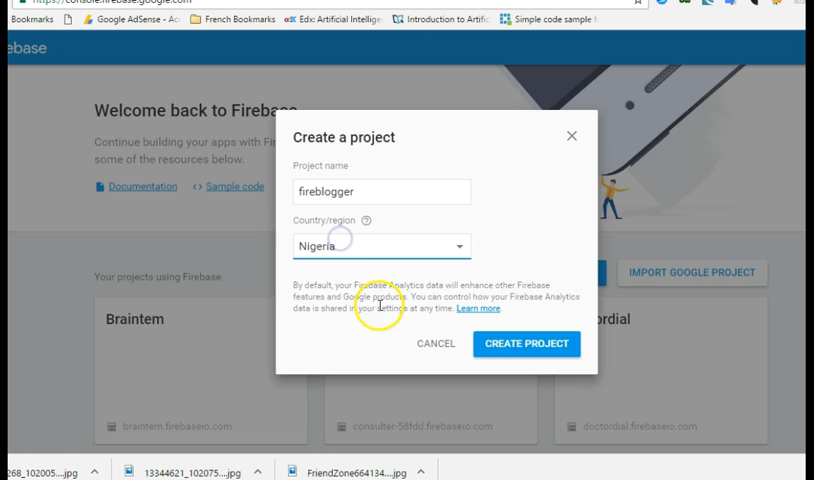 https://console.firebase.google.com
Bookmarks
Google AdSense - Ac
French Bookmarks
edX: Artificial Intellige
Introduction to Artific
Simple code sample f
ebase
Welcome back to Firebase
Continue building your apps with Fir
some of the resources below.
Documentation
<> Sample code
Create a project
Project name
fireblogger
Country/region
Nigeria
By default, your Firebase Analytics data will enhance other Firebase
features and Google products. You can control how your Firebase Analytics
data is shared in your settings at any time. Learn more.
CANCEL
CREATE PROJECT
Your projects using Firebase
IMPORT GOOGLE PROJECT
Braintem
ordial
braintem.firebaseio.com
consulter-58fdd.firebaseio.com
doctordial.firebaseio.com
268_102005....jpg
13344621_102075....jpg
FriendZone664134....jpg